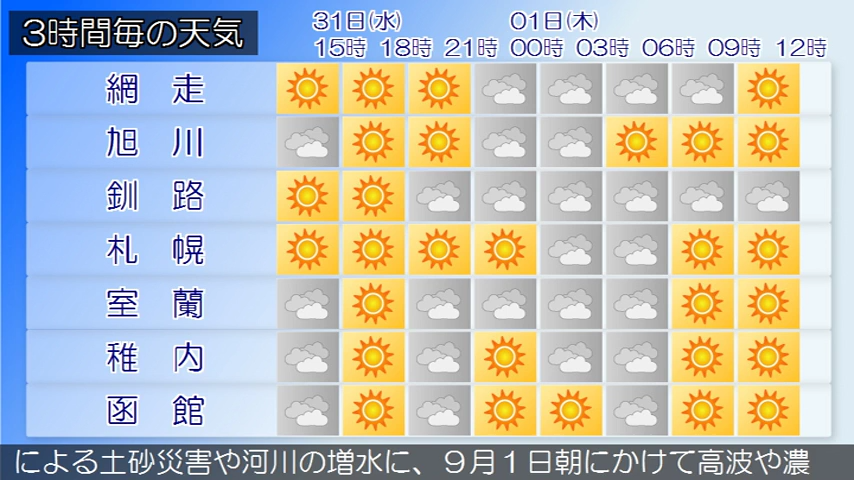 3時間毎の天気
31日(水) 01日(木)
15時 18時 21時 00時 03時 06時 09時 12時
網 走
旭 川
釧 路
札 幌
室 蘭
稚 内
函 館
による土砂災害や河川の増水に、９月１日朝にかけて高波や濃